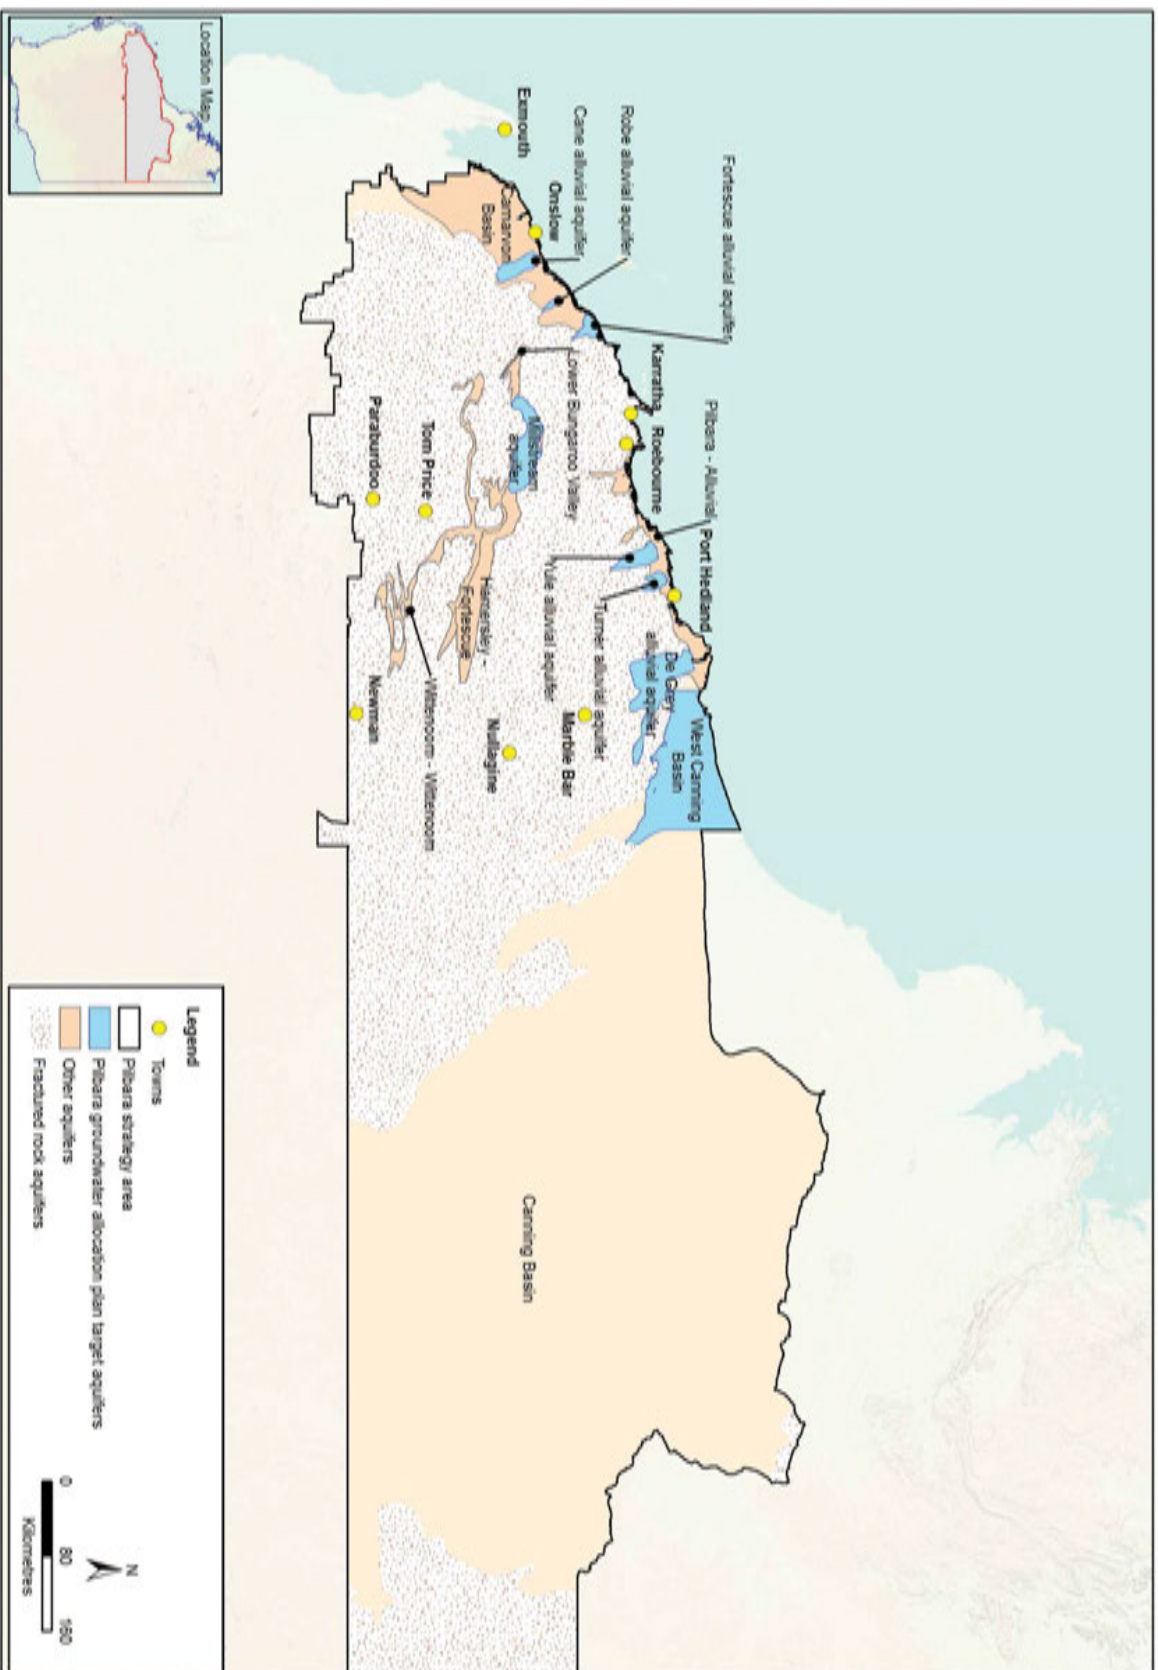 Location Map
Exmouth
Onslow
Cane alluvial aquifer
Robe alluvial aquifer
Fortescue alluvial aquifer
Carnarvon
Basin
Lower Bungaroo Valley
Millstream
aquifer
Karratha
Roebourne
Pilbara - Alluvial
Port Hedland
Tom Price
Paraburdoo
Hamersley -
Fortescue
Yule alluvial aquifer
Turner alluvial aquifer
De Grey
alluvial aquifer
West Canning
Basin
Marble Bar
Nullagine
Newman
Wittenoom - Wittenoom
Canning Basin
Legend
Towns
Pilbara strategy area
Pilbara groundwater allocation plan target aquifers
Other aquifers
Fractured rock aquifers
N
0 80 160
Kilometres